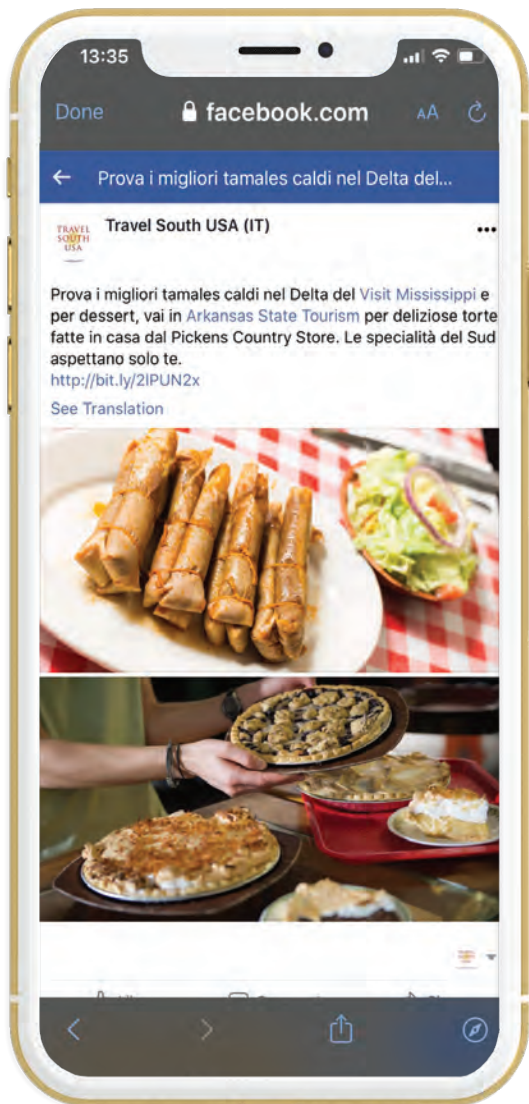 13:35
Done
facebook.com
AA
Prova i migliori tamales caldi nel Delta del...
TRAVEL
SOUTH
USA
Travel South USA (IT)
Prova i migliori tamales caldi nel Delta del Visit Mississippi e
per dessert, vai in Arkansas State Tourism per deliziose torte
fatte in casa dal Pickens Country Store. Le specialità del Sud
aspettano solo te.
http://bit.ly/2lPUN2x
See Translation